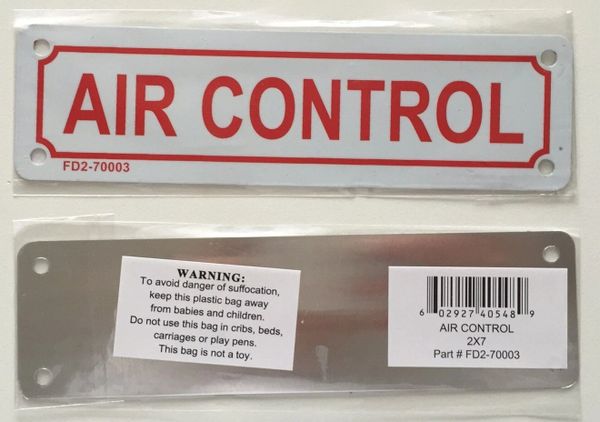 AIR CONTROL
FD2-70003
WARNING:
To avoid danger of suffocation,
keep this plastic bag away
from babies and children.
Do not use this bag in cribs, beds,
carriages or play pens.
This bag is not a toy.
6 02927 40548 9
AIR CONTROL
2X7
Part # FD2-70003